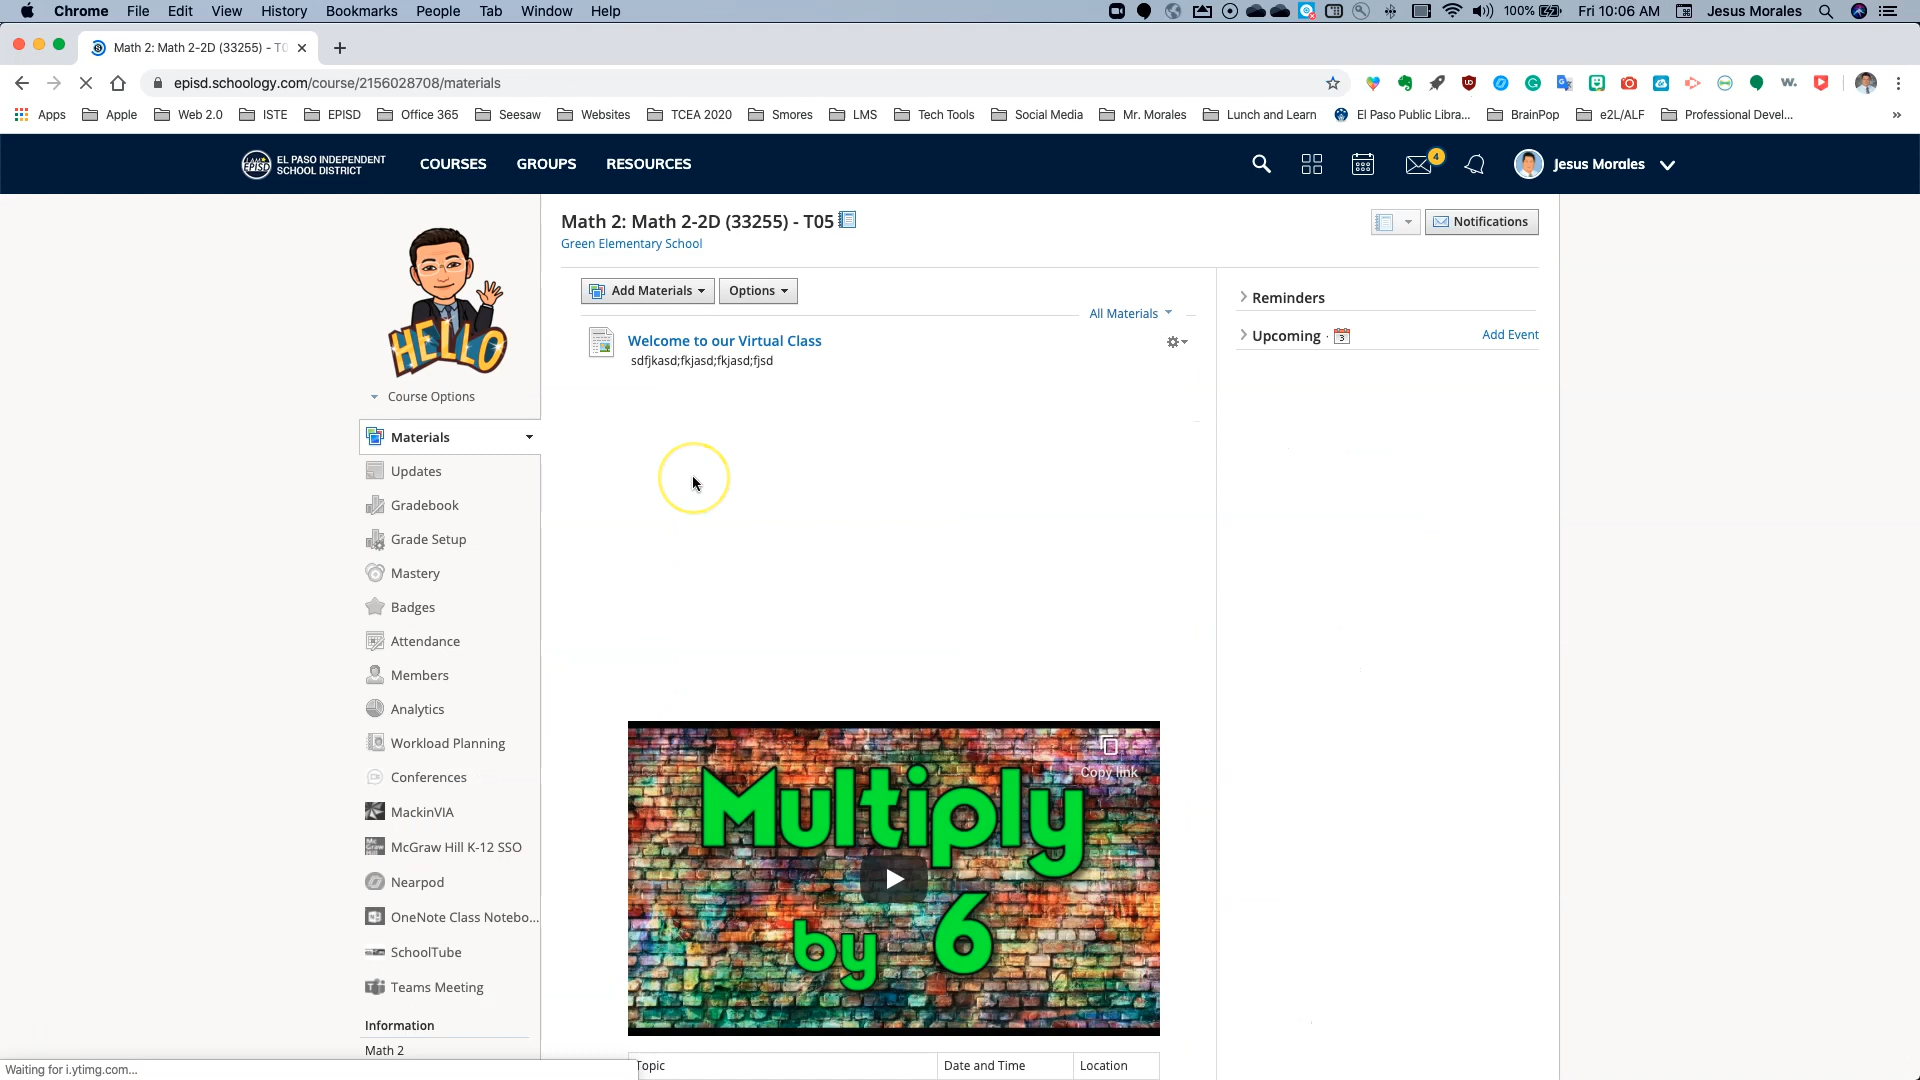 Chrome File Edit View History Bookmarks People Tab Window Help 100% Fri 10:06 AM Jesus Morales
Math 2: Math 2-2D (33255) - T0
episd.schoology.com/course/2156028708/materials
Apps Apple Web 2.0 ISTE EPISD Office 365 Seesaw Websites TCEA 2020 Smores LMS Tech Tools Social Media Mr. Morales Lunch and Learn El Paso Public Libra... BrainPop e2L/ALF Professional Devel... »
EL PASO INDEPENDENT
SCHOOL DISTRICT
COURSES GROUPS RESOURCES 4 Jesus Morales
Math 2: Math 2-2D (33255) - T05
Green Elementary School
Notifications
HELLO
Course Options
Materials
Updates
Gradebook
Grade Setup
Mastery
Badges
Attendance
Members
Analytics
Workload Planning
Conferences
MackinVIA
McGraw Hill K-12 SSO
Nearpod
OneNote Class Notebo...
SchoolTube
Teams Meeting
Information
Math 2
Add Materials Options
All Materials
Welcome to our Virtual Class
sdfjkasd;fkjasd;fkjasd;fjsd
Copy link
Multiply
by 6
Topic Date and Time Location
Reminders
Upcoming · 3 Add Event
Waiting for i.ytimg.com...